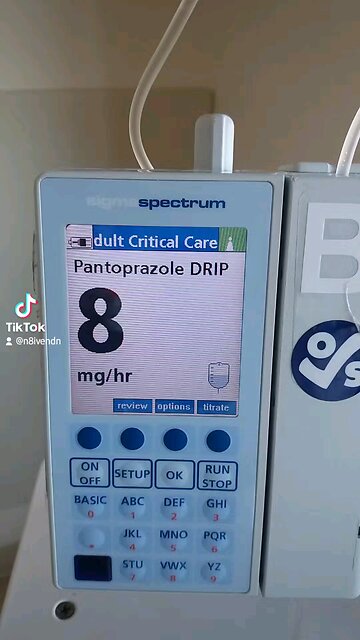 sigmaspectrum
dult Critical Care
Pantoprazole DRIP
8
mg/hr
review options titrate
ON OFF SETUP OK RUN STOP
BASIC ABC DEF GHI
0 1 2 3
JKL MNO PQR
* 4 5 6
STU VWX YZ
7 8 9
TikTok
@n8ivendn
B